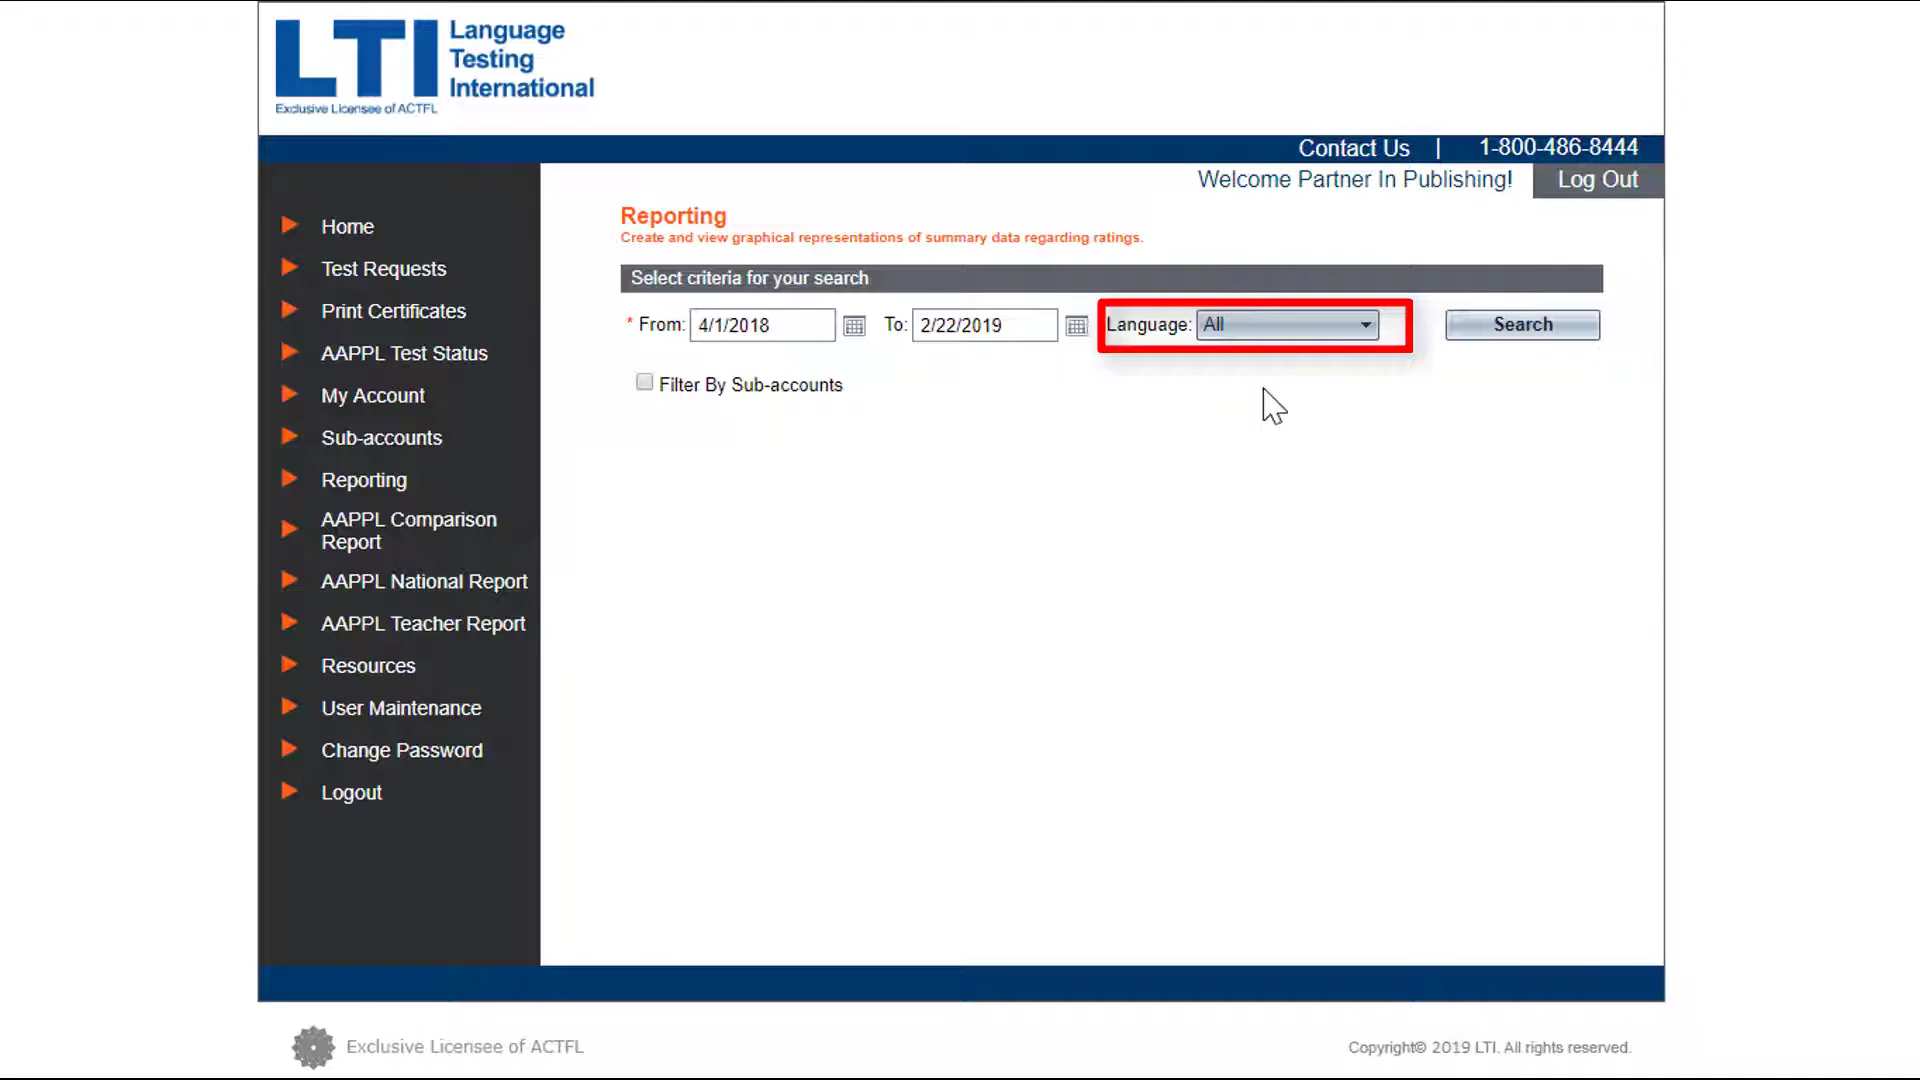 LTI
Language
Testing
International
Exclusive Licensee of ACTFL
Contact Us | 1-800-486-8444
Welcome Partner In Publishing! Log Out
Home
Test Requests
Print Certificates
AAPPL Test Status
My Account
Sub-accounts
Reporting
AAPPL Comparison
Report
AAPPL National Report
AAPPL Teacher Report
Resources
User Maintenance
Change Password
Logout
Reporting
Create and view graphical representations of summary data regarding ratings.
Select criteria for your search
* From: 4/1/2018 To: 2/22/2019 Language: All Search
Filter By Sub-accounts
Exclusive Licensee of ACTFL
Copyright© 2019 LTI. All rights reserved.